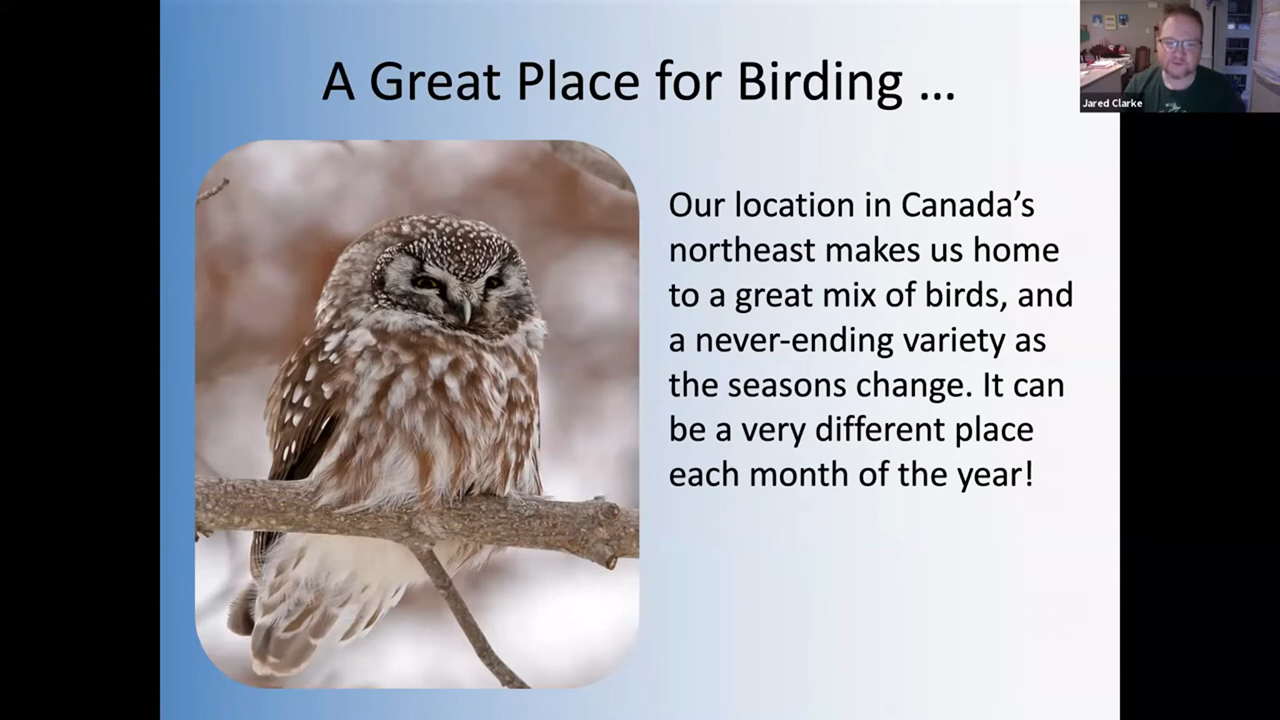 A Great Place for Birding ...
Jared Clarke
Our location in Canada’s
northeast makes us home
to a great mix of birds, and
a never-ending variety as
the seasons change. It can
be a very different place
each month of the year!